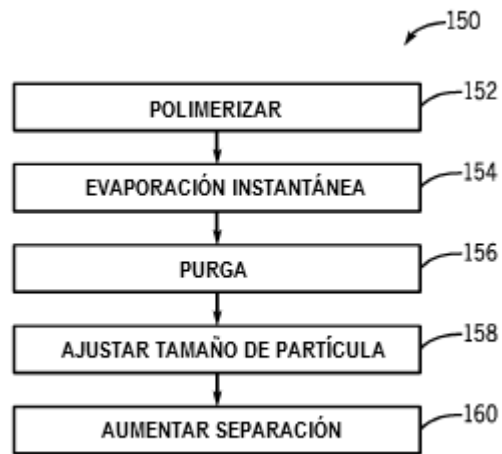 150
POLIMERIZAR
152
EVAPORACIÓN INSTANTÁNEA
154
PURGA
156
AJUSTAR TAMAÑO DE PARTÍCULA
158
AUMENTAR SEPARACIÓN
160